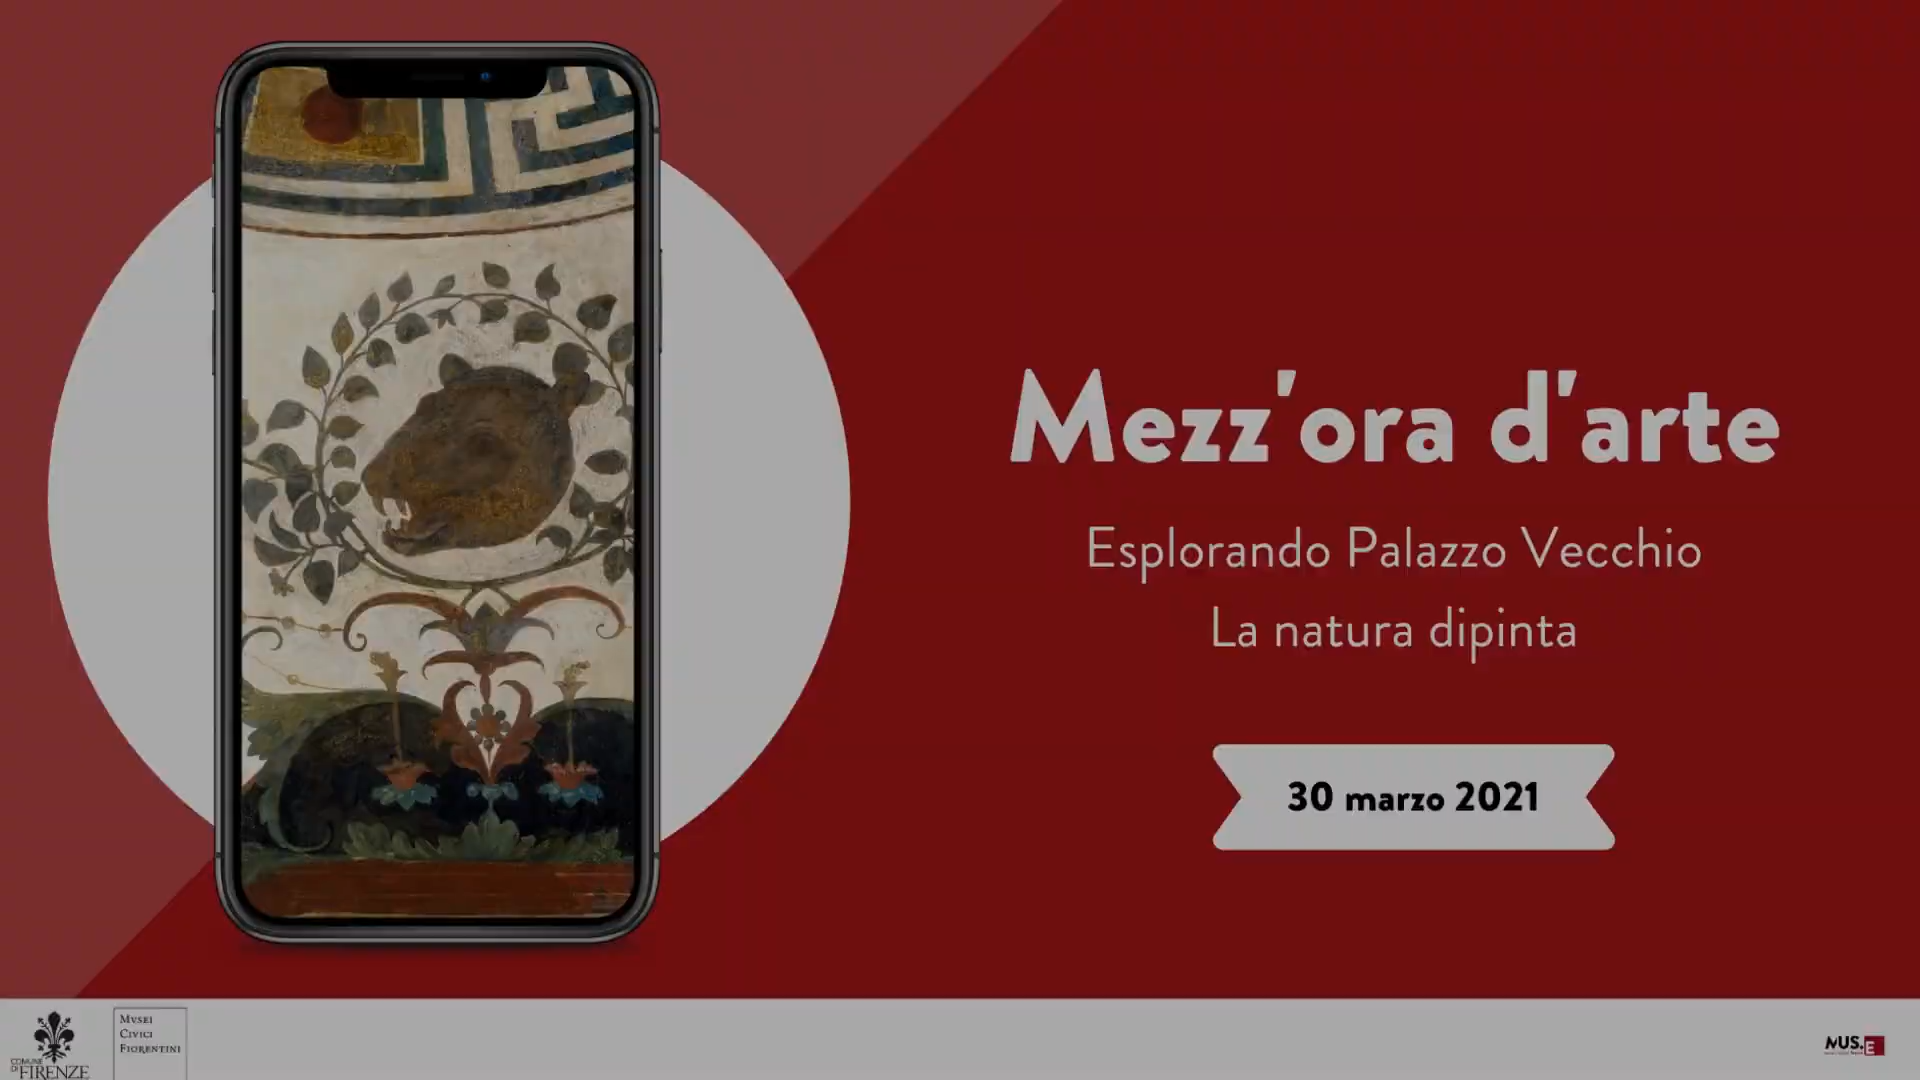 Mezz'ora d'arte
Esplorando Palazzo Vecchio
La natura dipinta
30 marzo 2021
COMUNE
DI FIRENZE
MVSEI
CIVICI
FIORENTINI
MUS.E